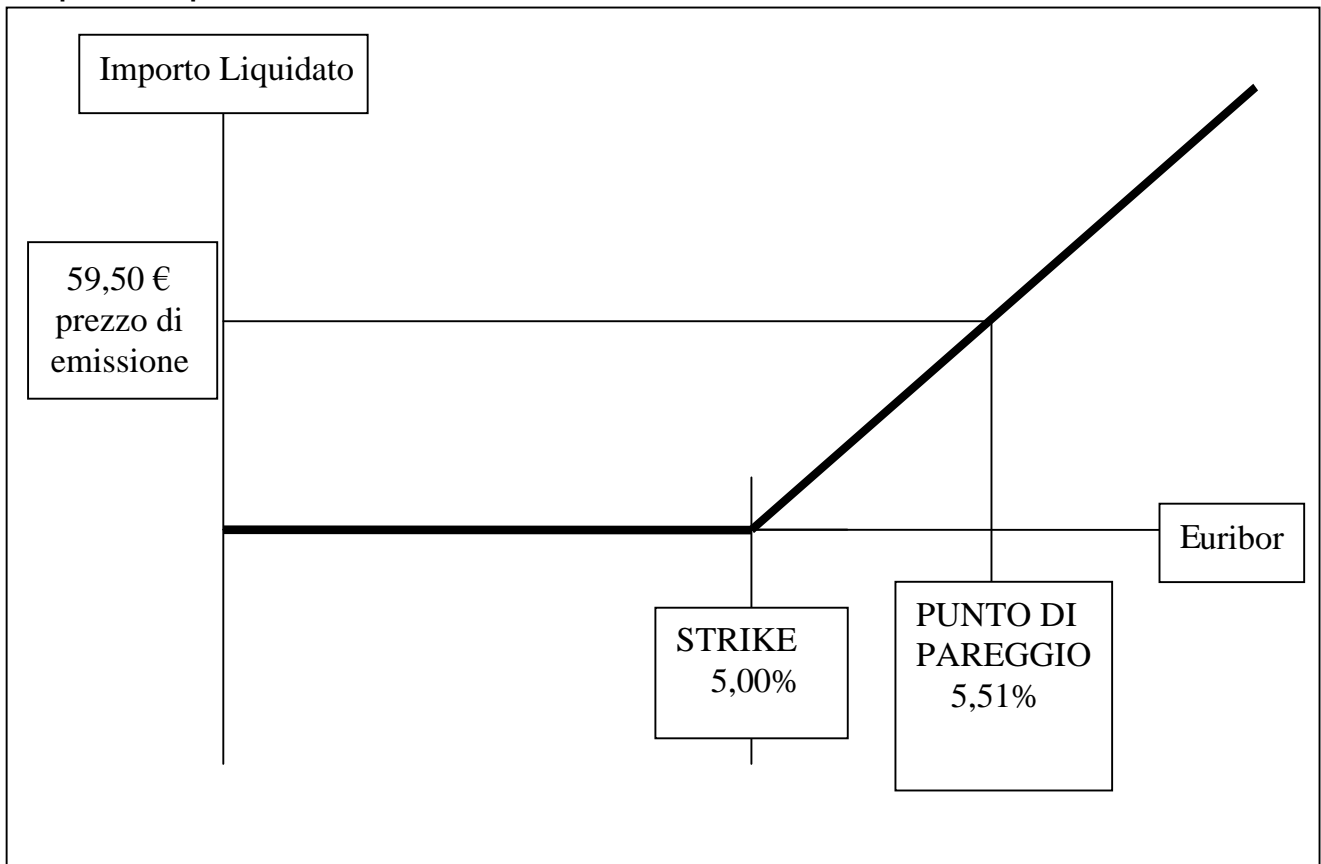 Importo Liquidato
59,50 €
prezzo di
emissione
Euribor
STRIKE
5,00%
PUNTO DI
PAREGGIO
5,51%